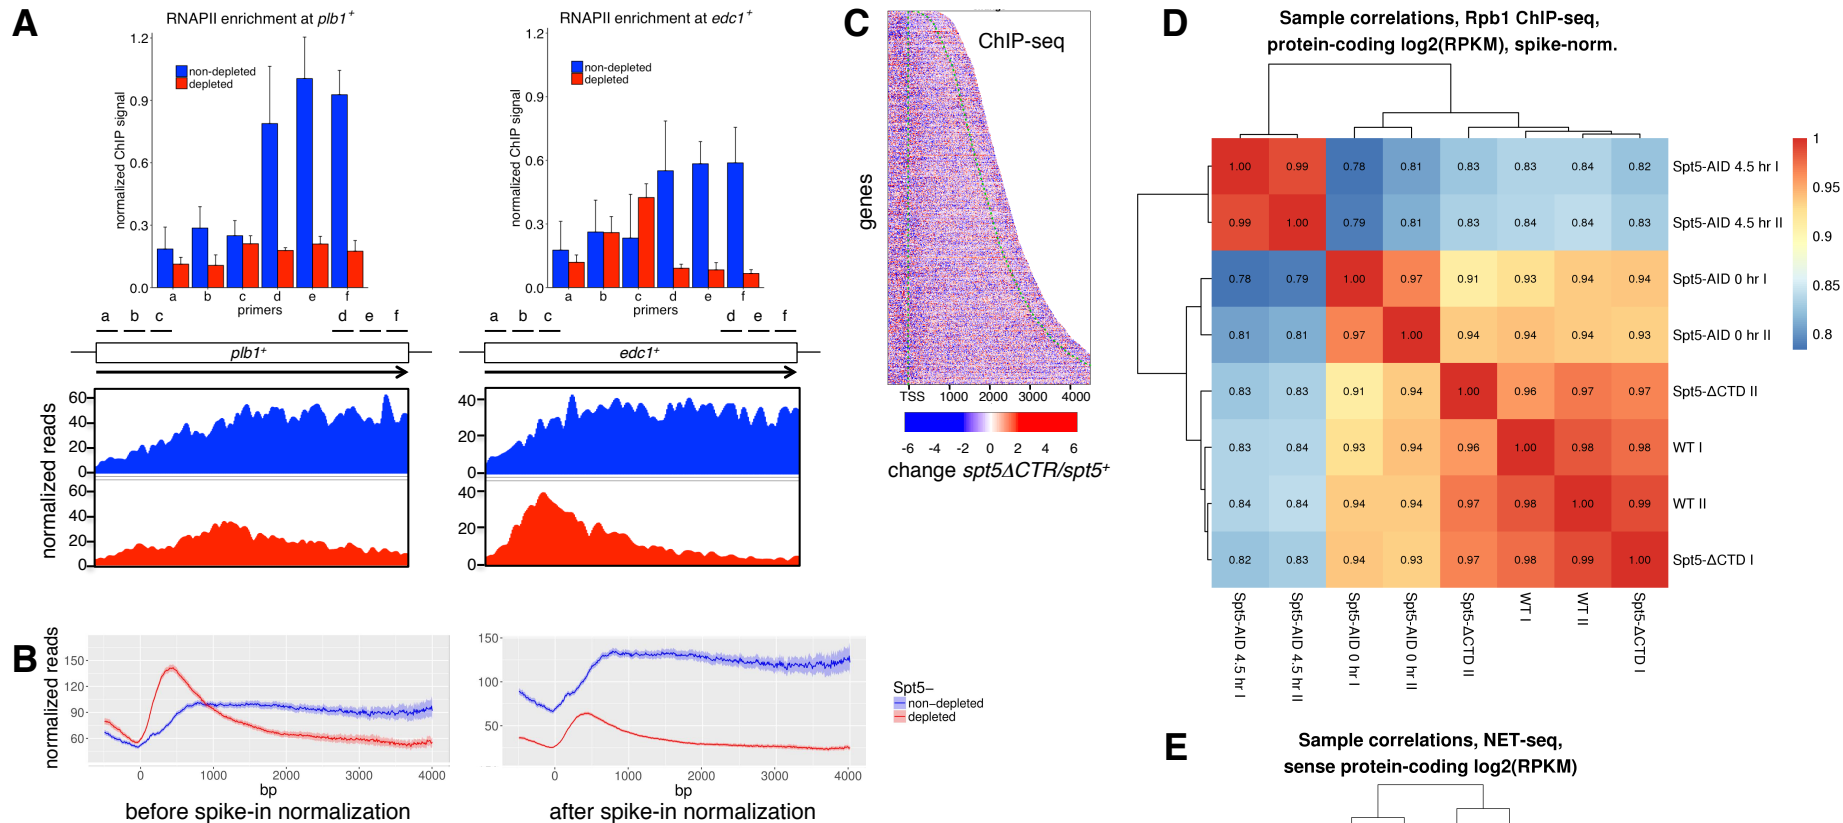 A
RNAPII enrichment at plb1+
1.2
0.9
0.6
0.3
0.0
normalized ChIP signal
non-depleted
depleted
a b c d e f
primers
a b c d e f
plb1+
RNAPII enrichment at edc1+
1.2
0.9
0.6
0.3
0.0
normalized ChIP signal
non-depleted
depleted
a b c d e f
primers
a b c d e f
edc1+
normalized reads
60
40
20
0
60
40
20
0
40
20
0
40
20
0
B
normalized reads
150
120
90
60
0 1000 2000 3000 4000
bp
before spike-in normalization
150
100
50
0 1000 2000 3000 4000
bp
after spike-in normalization
Spt5-
non-depleted
depleted
C
ChIP-seq
genes
TSS 1000 2000 3000 4000
-6 -4 -2 0 2 4 6
change spt5ΔCTR/spt5+
D
Sample correlations, Rpb1 ChIP-seq,
protein-coding log2(RPKM), spike-norm.
1.00 0.99 0.78 0.81 0.83 0.83 0.84 0.82 Spt5-AID 4.5 hr I
0.99 1.00 0.79 0.81 0.83 0.84 0.84 0.83 Spt5-AID 4.5 hr II
0.78 0.79 1.00 0.97 0.91 0.93 0.94 0.94 Spt5-AID 0 hr I
0.81 0.81 0.97 1.00 0.94 0.94 0.94 0.93 Spt5-AID 0 hr II
0.83 0.83 0.91 0.94 1.00 0.96 0.97 0.97 Spt5-ΔCTD II
0.83 0.84 0.93 0.94 0.96 1.00 0.98 0.98 WT I
0.84 0.84 0.94 0.94 0.97 0.98 1.00 0.99 WT II
0.82 0.83 0.94 0.93 0.97 0.98 0.99 1.00 Spt5-ΔCTD I
Spt5-AID 4.5 hr I
Spt5-AID 4.5 hr II
Spt5-AID 0 hr I
Spt5-AID 0 hr II
Spt5-ΔCTD II
WT I
WT II
Spt5-ΔCTD I
1
0.95
0.9
0.85
0.8
E
Sample correlations, NET-seq,
sense protein-coding log2(RPKM)